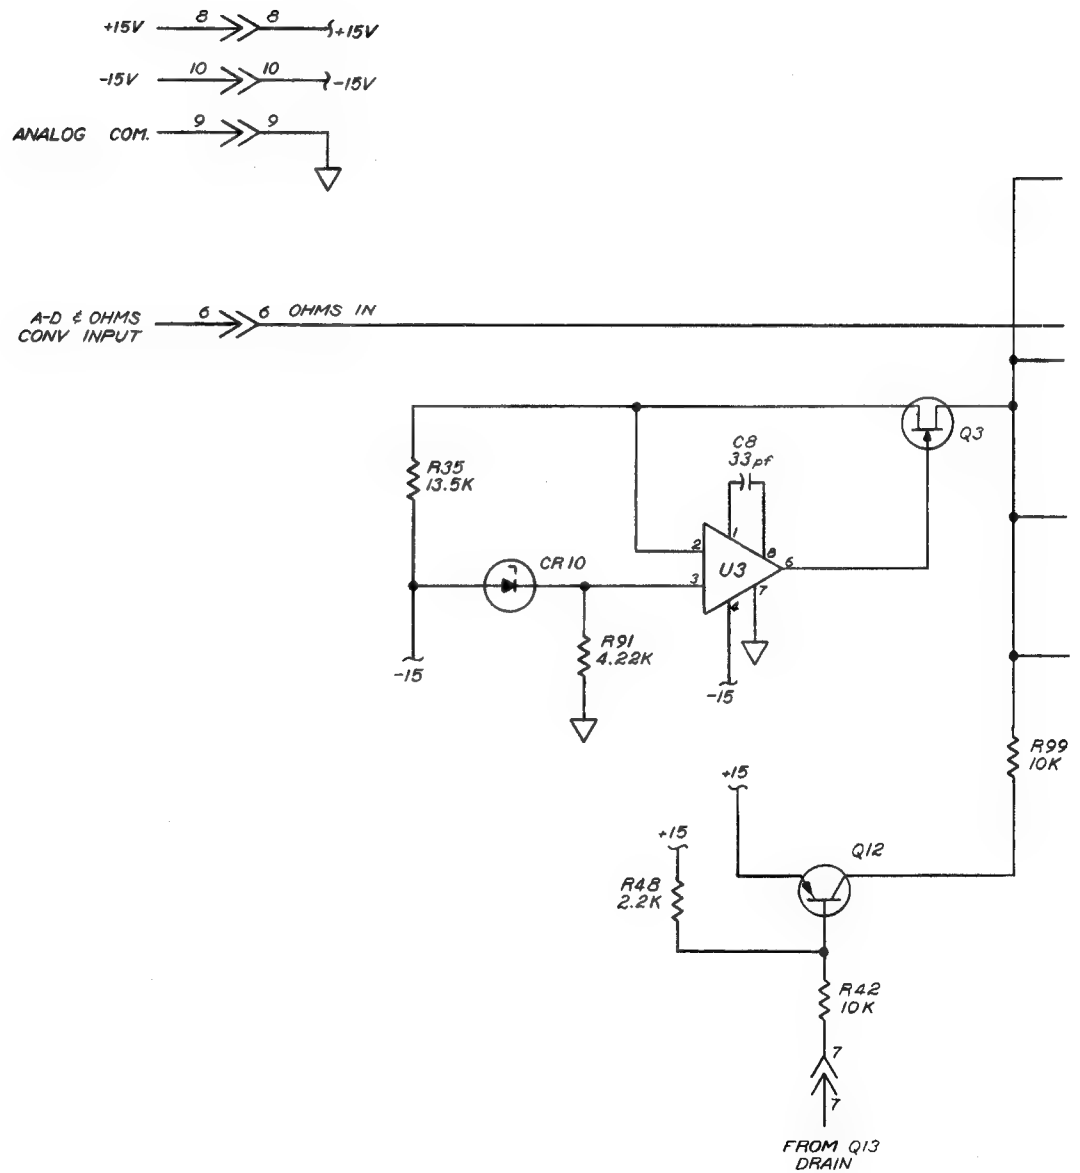 +15V 8 8 +15V
-15V 10 10 -15V
ANALOG COM. 9 9
A-D & OHMS
CONV INPUT
6 6 OHMS IN
Q3
C8
33pf
R35
13.5K
1
2
8
U3
6
3
7
4
CR10
R91
4.22K
-15
-15
R99
10K
+15
+15
Q12
R48
2.2K
R42
10K
7
7
FROM Q13
DRAIN